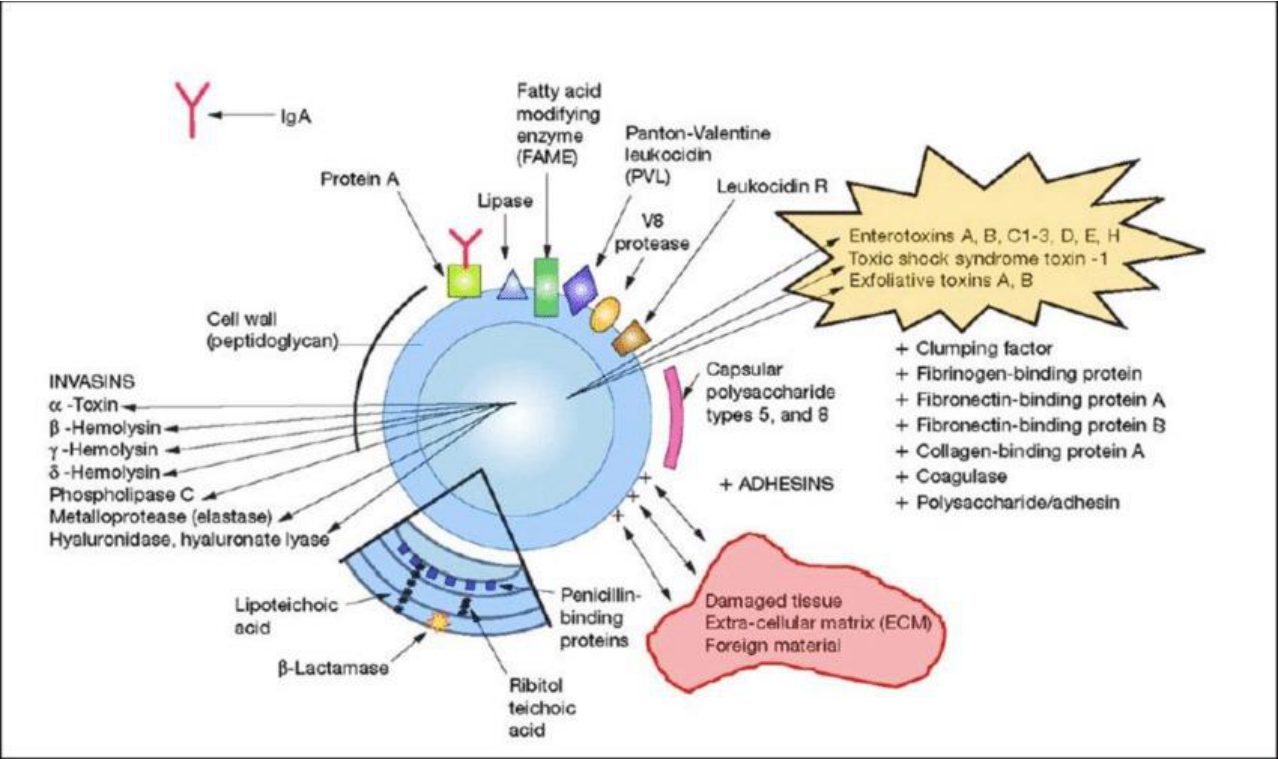 IgA
Fatty acid
modifying
enzyme
(FAME)
Panton-Valentine
leukocidin
(PVL)
Protein A
Lipase
V8
protease
Leukocidin R
Enterotoxins A, B, C1-3, D, E, H
Toxic shock syndrome toxin -1
Exfoliative toxins A, B
Cell wall
(peptidoglycan)
INVASINS
α -Toxin
β -Hemolysin
γ -Hemolysin
δ -Hemolysin
Phospholipase C
Metalloprotease (elastase)
Hyaluronidase, hyaluronate lyase
Capsular
polysaccharide
types 5, and 8
+ ADHESINS
+ Clumping factor
+ Fibrinogen-binding protein
+ Fibronectin-binding protein A
+ Fibronectin-binding protein B
+ Collagen-binding protein A
+ Coagulase
+ Polysaccharide/adhesin
+
+
+
Lipoteichoic
acid
β-Lactamase
Ribitol
teichoic
acid
Penicillin-
binding
proteins
Damaged tissue
Extra-cellular matrix (ECM)
Foreign material